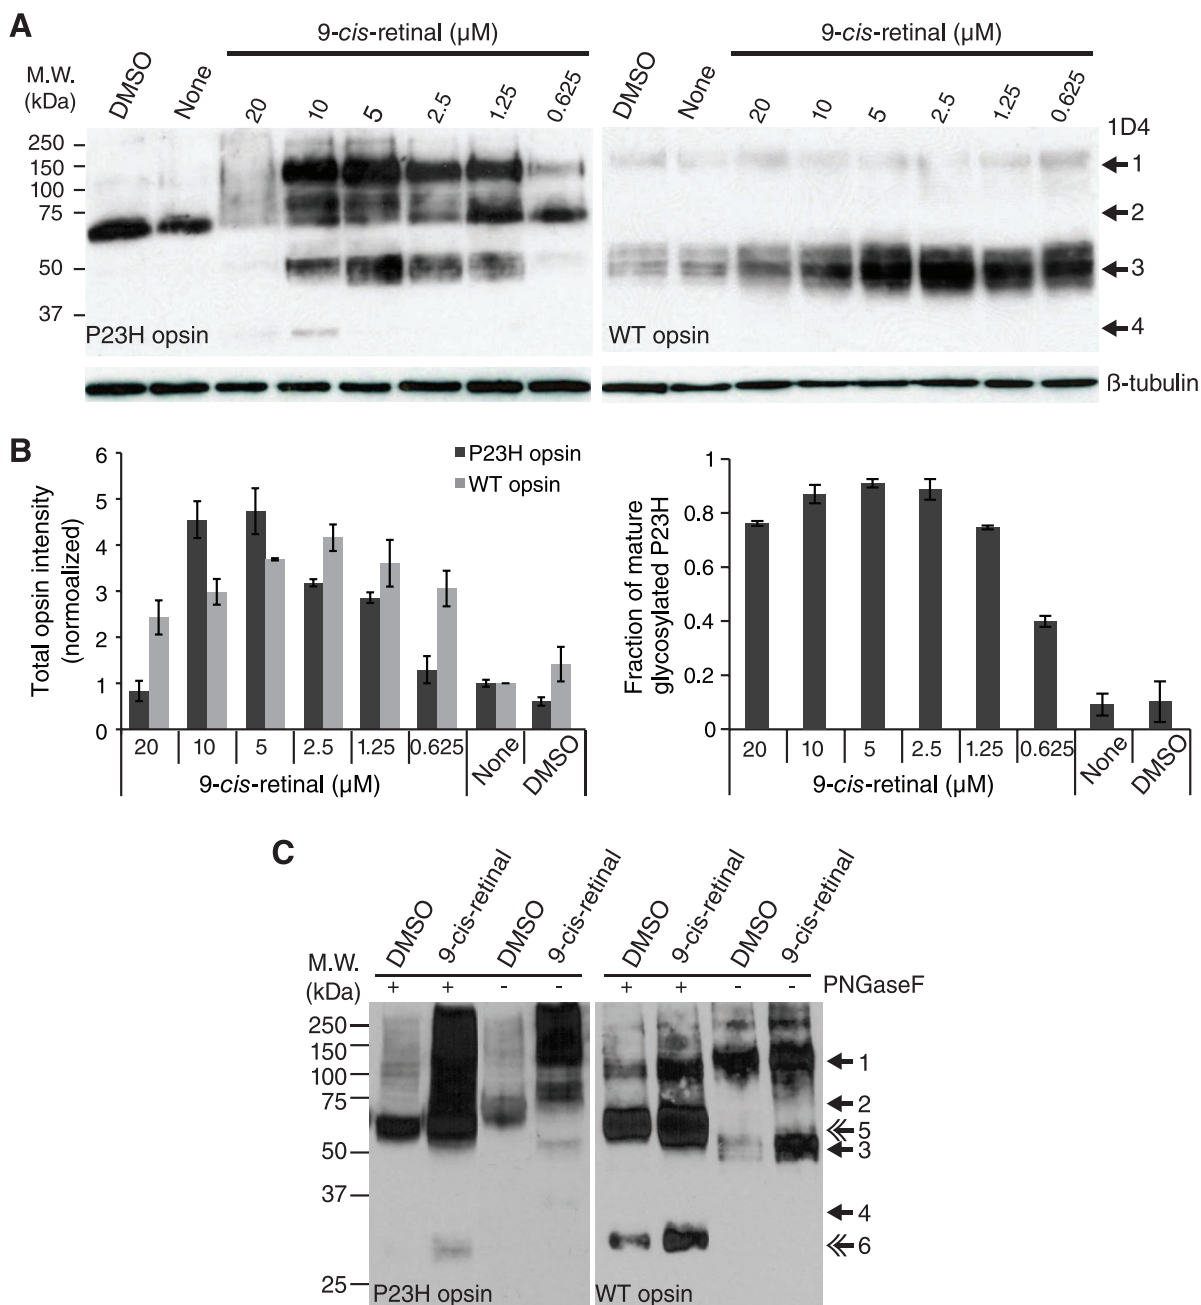 A
9-cis-retinal (µM)
9-cis-retinal (µM)
M.W.
(kDa)
DMSO None 20 10 5 2.5 1.25 0.625
DMSO None 20 10 5 2.5 1.25 0.625
1D4
250
150
100
75
50
37
1
2
3
4
P23H opsin
WT opsin
ß-tubulin
B
6
5
4
3
2
1
0
Total opsin intensity
(normoalized)
P23H opsin
WT opsin
20 10 5 2.5 1.25 0.625 None DMSO
9-cis-retinal (µM)
1
0.8
0.6
0.4
0.2
0
Fraction of mature
glycosylated P23H
20 10 5 2.5 1.25 0.625 None DMSO
9-cis-retinal (µM)
C
DMSO 9-cis-retinal DMSO 9-cis-retinal
DMSO 9-cis-retinal DMSO 9-cis-retinal
M.W.
(kDa)
+ + - -
+ + - -
PNGaseF
250
150
100
75
50
37
25
1
2
5
3
4
6
P23H opsin
WT opsin